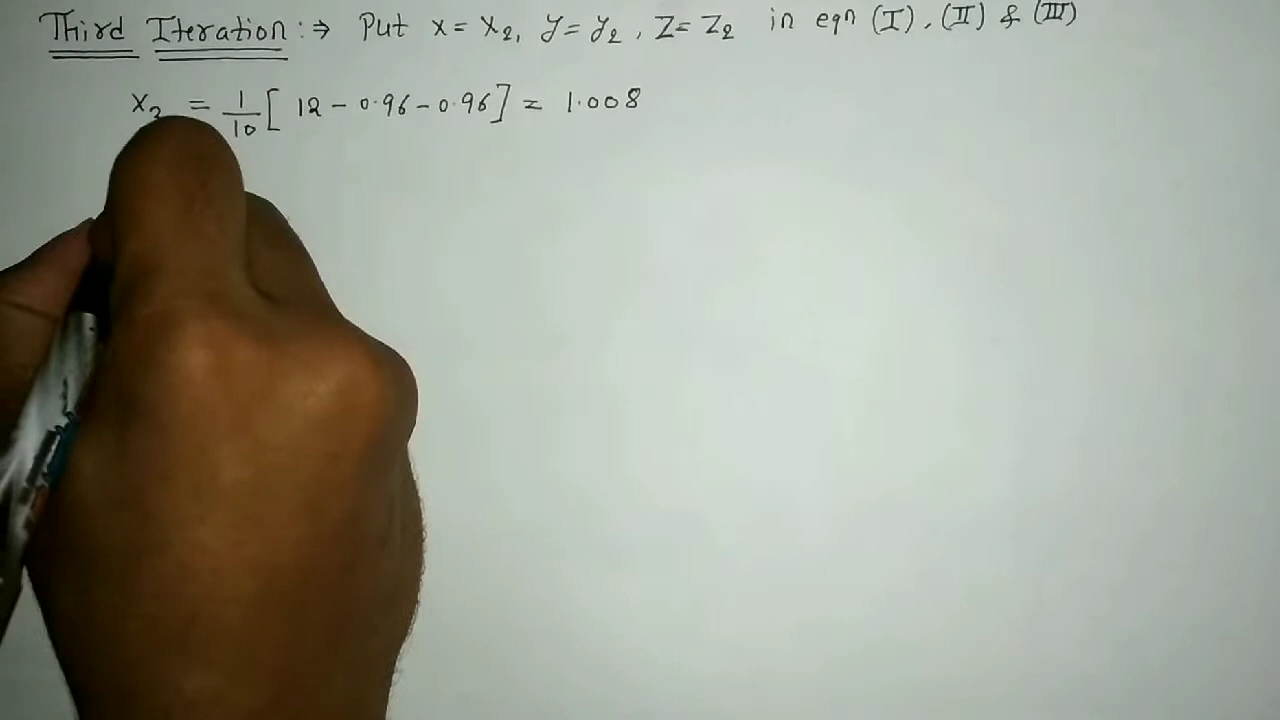 Third Iteration :⇒ Put x = x₂, y = y₂, z = z₂ in eqn (I), (II) & (III)
x₃ = 1/10 [ 12 - 0.96 - 0.96 ] = 1.008